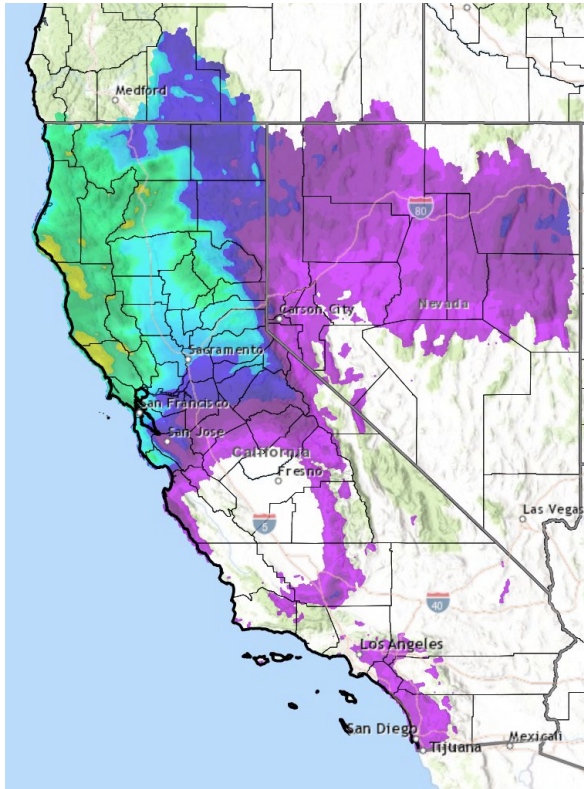 Medford
80
Carson City
Nevada
Sacramento
San Francisco
San Jose
California
Fresno
Las Vegas
5
40
Los Angeles
San Diego
Mexicali
Tijuana